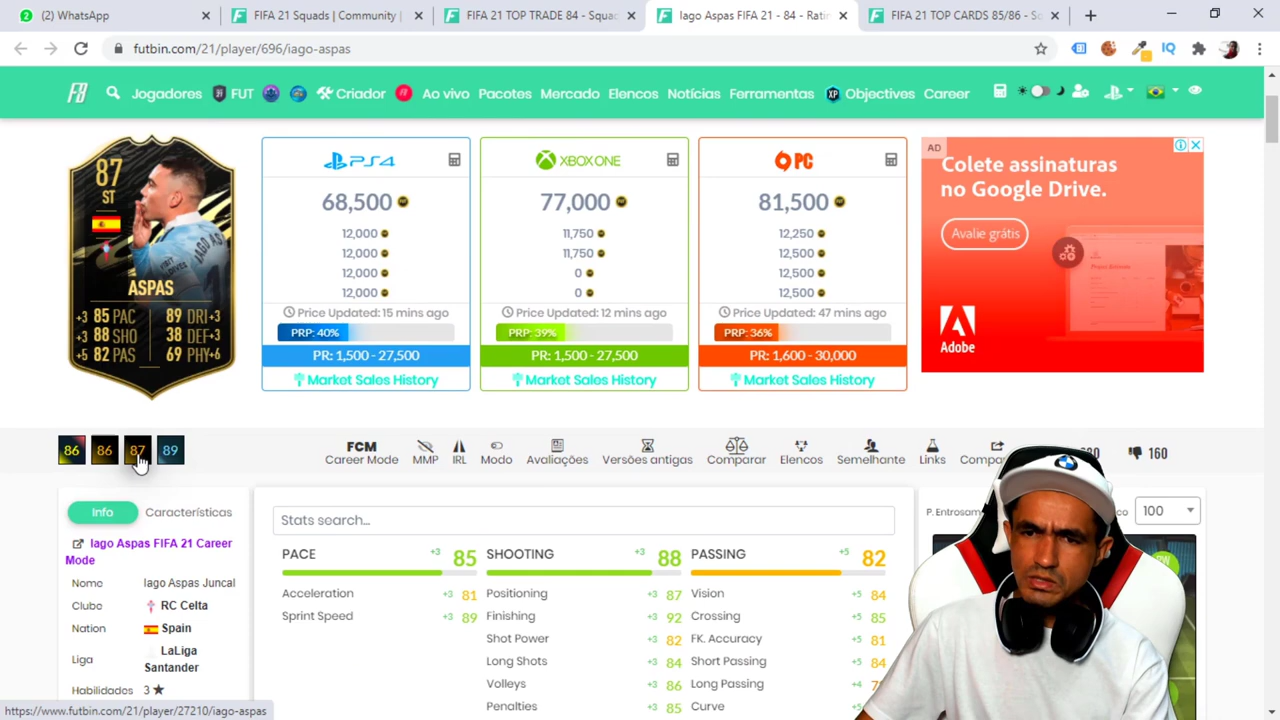 (2) WhatsApp
FIFA 21 Squads | Community |
FIFA 21 TOP TRADE 84 - Squad
Iago Aspas FIFA 21 - 84 - Ratin
FIFA 21 TOP CARDS 85/86 - Sq
futbin.com/21/player/696/iago-aspas
IQ
F8 Jogadores FUT Criador Ao vivo Pacotes Mercado Elencos Notícias Ferramentas XP Objectives Career
87
ST
ASPAS
+3 85 PAC 89 DRI +3
+3 88 SHO 38 DEF +3
+5 82 PAS 69 PHY +6
PS4
68,500
12,000
12,000
12,000
12,000
Price Updated: 15 mins ago
PRP: 40%
PR: 1,500 - 27,500
Market Sales History
XBOX ONE
77,000
11,750
11,750
0
0
Price Updated: 12 mins ago
PRP: 39%
PR: 1,500 - 27,500
Market Sales History
PC
81,500
12,250
12,500
12,500
12,500
Price Updated: 47 mins ago
PRP: 36%
PR: 1,600 - 30,000
Market Sales History
AD
Colete assinaturas
no Google Drive.
Avalie grátis
Adobe
86 86 87 89
FCM
Career Mode MMP IRL Modo Avaliações Versões antigas Comparar Elencos Semelhante Links
160
Info Características
Iago Aspas FIFA 21 Career
Mode
Nome Iago Aspas Juncal
Clube RC Celta
Nation Spain
Liga LaLiga
Santander
Habilidades 3
Stats search...
PACE +3 85
Acceleration +3 81
Sprint Speed +3 89
SHOOTING +3 88
Positioning +3 87
Finishing +3 92
Shot Power +3 82
Long Shots +3 84
Volleys +3 86
Penalties +3 85
PASSING +5 82
Vision +5 84
Crossing +5 85
FK. Accuracy +5 81
Short Passing +5 84
Long Passing +4
Curve +5
P. Entrosam
100
https://www.futbin.com/21/player/27210/iago-aspas